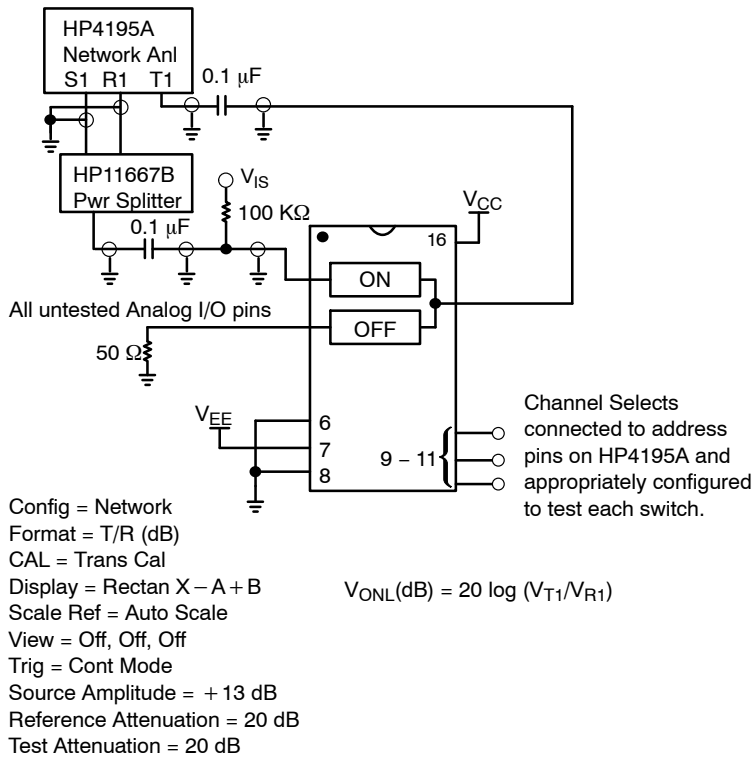 HP4195A
Network Anl
S1 R1 T1
0.1 μF
HP11667B
Pwr Splitter
V_IS
100 KΩ
0.1 μF
V_CC
16
ON
OFF
All untested Analog I/O pins
50 Ω
V_EE
6
7
8
9 – 11
Channel Selects
connected to address
pins on HP4195A and
appropriately configured
to test each switch.
Config = Network
Format = T/R (dB)
CAL = Trans Cal
Display = Rectan X – A + B
Scale Ref = Auto Scale
View = Off, Off, Off
Trig = Cont Mode
Source Amplitude = + 13 dB
Reference Attenuation = 20 dB
Test Attenuation = 20 dB
V_ONL(dB) = 20 log (V_T1/V_R1)